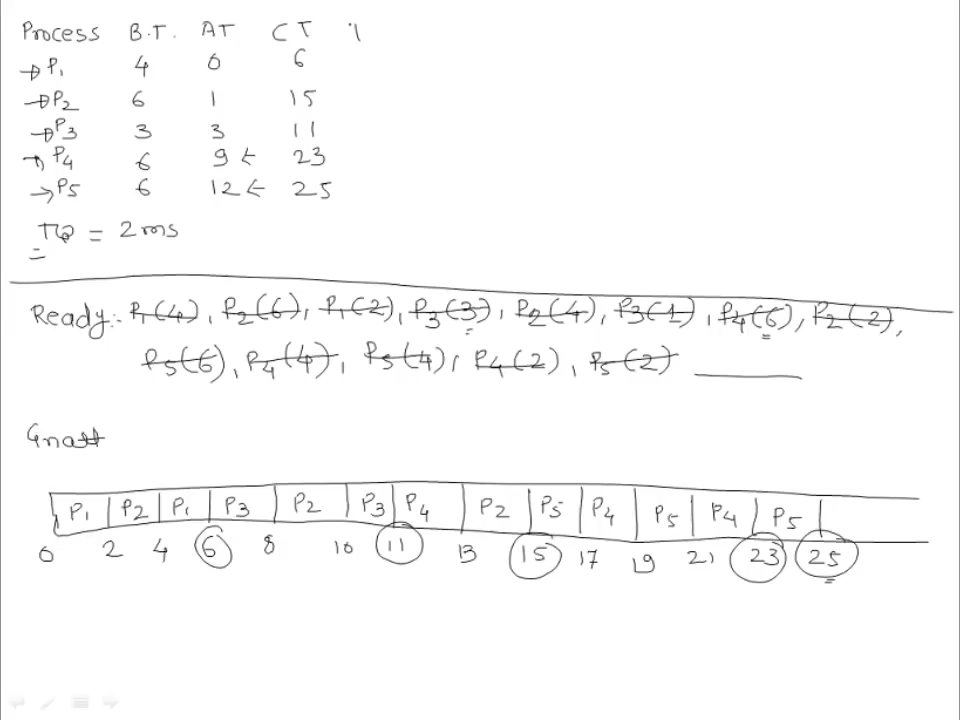 Process B.T. AT CT
→P1 4 0 6
→P2 6 1 15
→P3 3 3 11
→P4 6 9← 23
→P5 6 12← 25
TQ = 2ms
Ready:- P1(4), P2(6), P1(2), P3(3), P2(4), P3(1), P4(6), P2(2),
P5(6), P4(4), P5(4), P4(2), P5(2)
Gnatt
P1 P2 P1 P3 P2 P3 P4 P2 P5 P4 P5 P4 P5
0 2 4 6 8 10 11 13 15 17 19 21 23 25